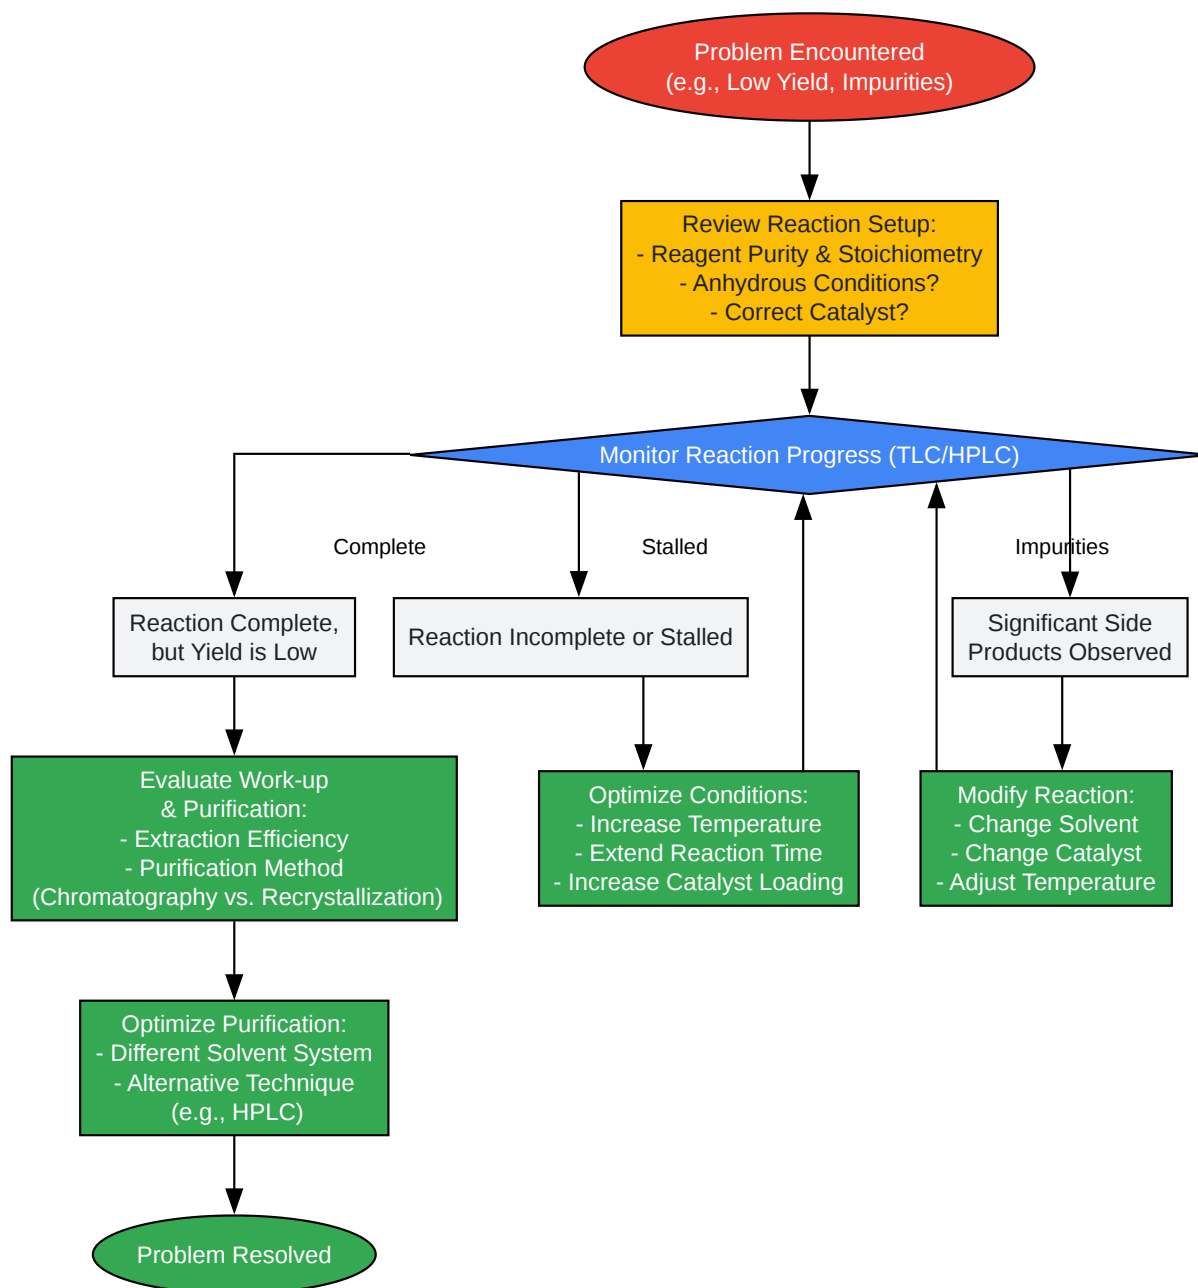 Problem Encountered
(e.g., Low Yield, Impurities)
Review Reaction Setup:
- Reagent Purity & Stoichiometry
- Anhydrous Conditions?
- Correct Catalyst?
Monitor Reaction Progress (TLC/HPLC)
Complete
Stalled
Impurities
Reaction Complete,
but Yield is Low
Reaction Incomplete or Stalled
Significant Side
Products Observed
Evaluate Work-up
& Purification:
- Extraction Efficiency
- Purification Method
(Chromatography vs. Recrystallization)
Optimize Conditions:
- Increase Temperature
- Extend Reaction Time
- Increase Catalyst Loading
Modify Reaction:
- Change Solvent
- Change Catalyst
- Adjust Temperature
Optimize Purification:
- Different Solvent System
- Alternative Technique
(e.g., HPLC)
Problem Resolved